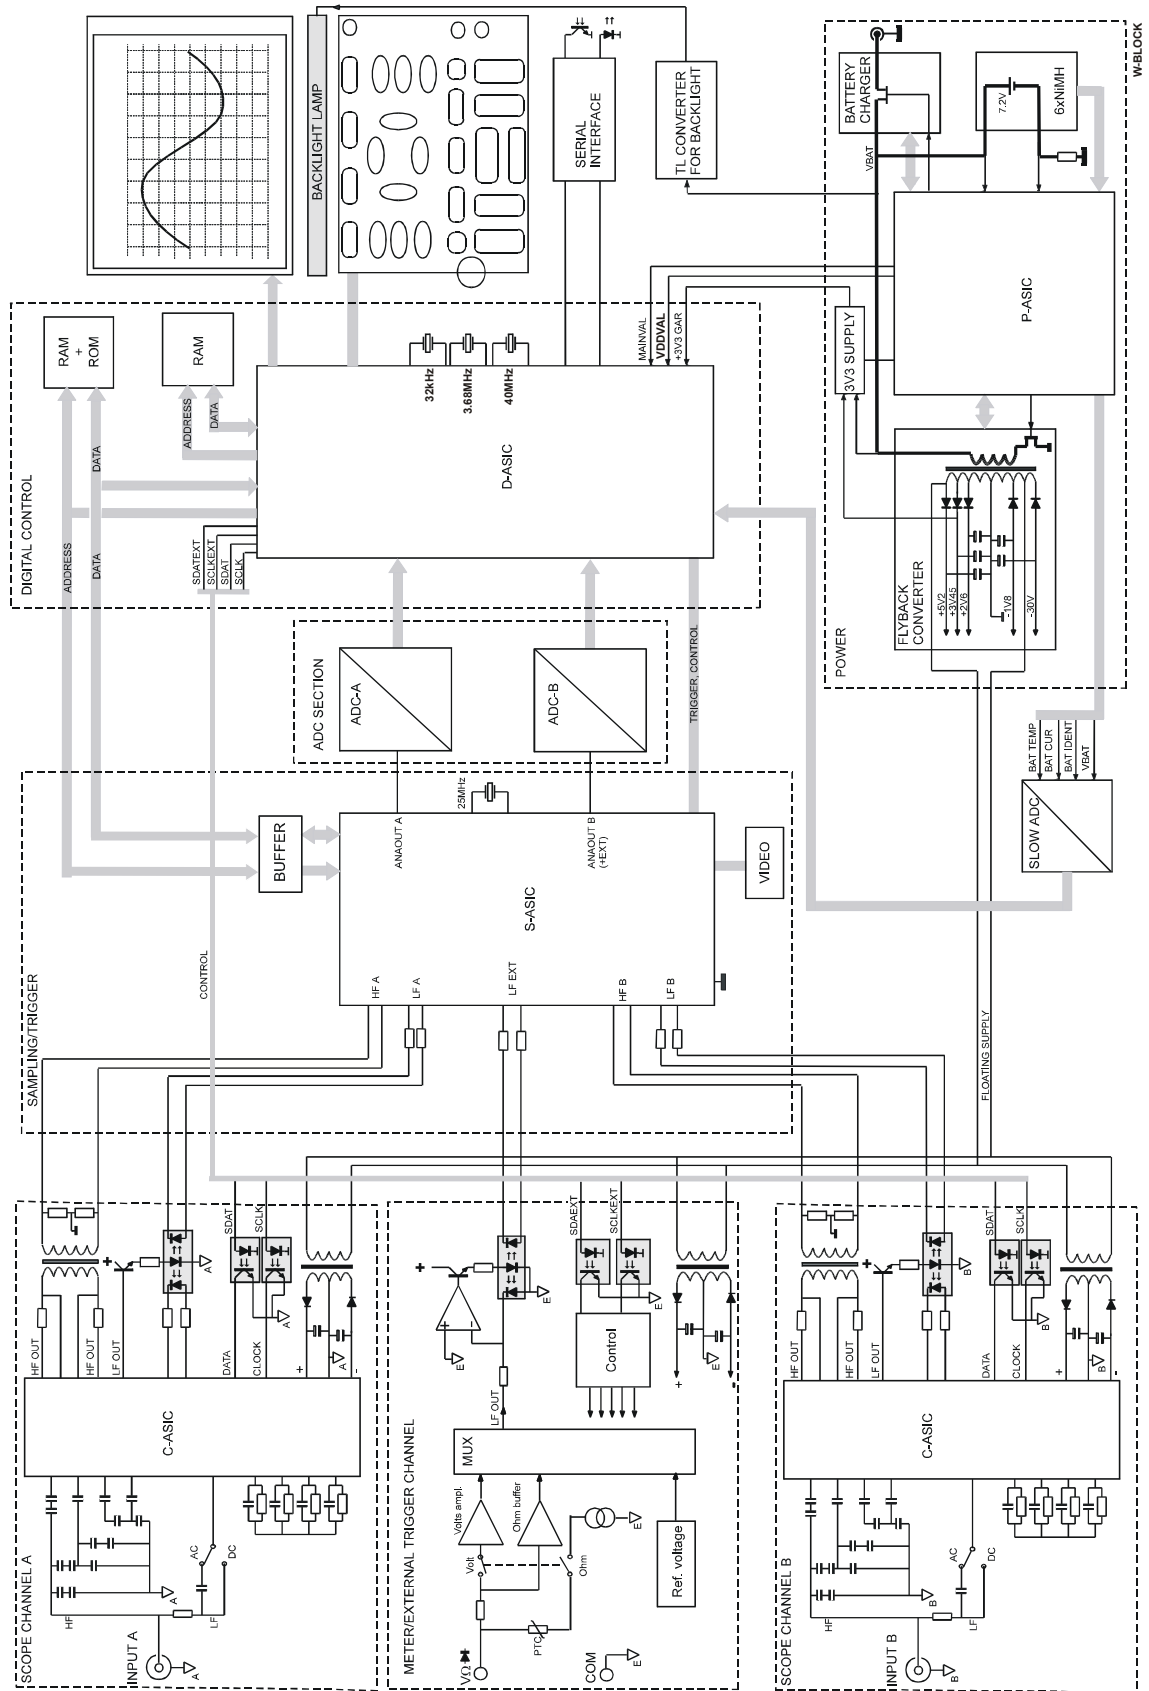 W-BLOCK
BACKLIGHT LAMP
SERIAL
INTERFACE
TL CONVERTER
FOR BACKLIGHT
BATTERY
CHARGER
7.2V
6xNiMH
VBAT
P-ASIC
3V3 SUPPLY
MAINVAL
VDDVAL
+3V3 GAR
DIGITAL CONTROL
RAM
+
ROM
RAM
ADDRESS
DATA
DATA
ADDRESS
DATA
32kHz
3.68MHz
40MHz
D-ASIC
SDATEXT
SCLKEXT
SDAT
SCLK
FLYBACK
CONVERTER
+5V2
+3V45
+2V6
-1V8
-30V
POWER
ADC SECTION
ADC-A
ADC-B
TRIGGER, CONTROL
BAT TEMP
BAT CUR
BAT IDENT
VBAT
SLOW ADC
SAMPLING/TRIGGER
25MHz
ANAOUT A
ANAOUT B
(+EXT)
BUFFER
S-ASIC
VIDEO
CONTROL
HF A
LF A
LF EXT
HF B
LF B
FLOATING SUPPLY
SCOPE CHANNEL A
SDAT
SCLK
A
HF OUT
HF OUT
LF OUT
DATA
CLOCK
A
+
A
-
C-ASIC
AC
DC
HF
A
LF
INPUT A
A
METER/EXTERNAL TRIGGER CHANNEL
SDAEXT
SCLKEXT
+
E
+
-
E
E
Control
+
E
-
LF OUT
MUX
Volts ampl.
Ohm buffer
E
Volt
Ohm
Ref. voltage
PTC
VΩ
COM
E
SCOPE CHANNEL B
SDAT
SCLK
+
B
HF OUT
HF OUT
LF OUT
DATA
CLOCK
B
+
B
-
C-ASIC
AC
DC
HF
B
LF
INPUT B
B